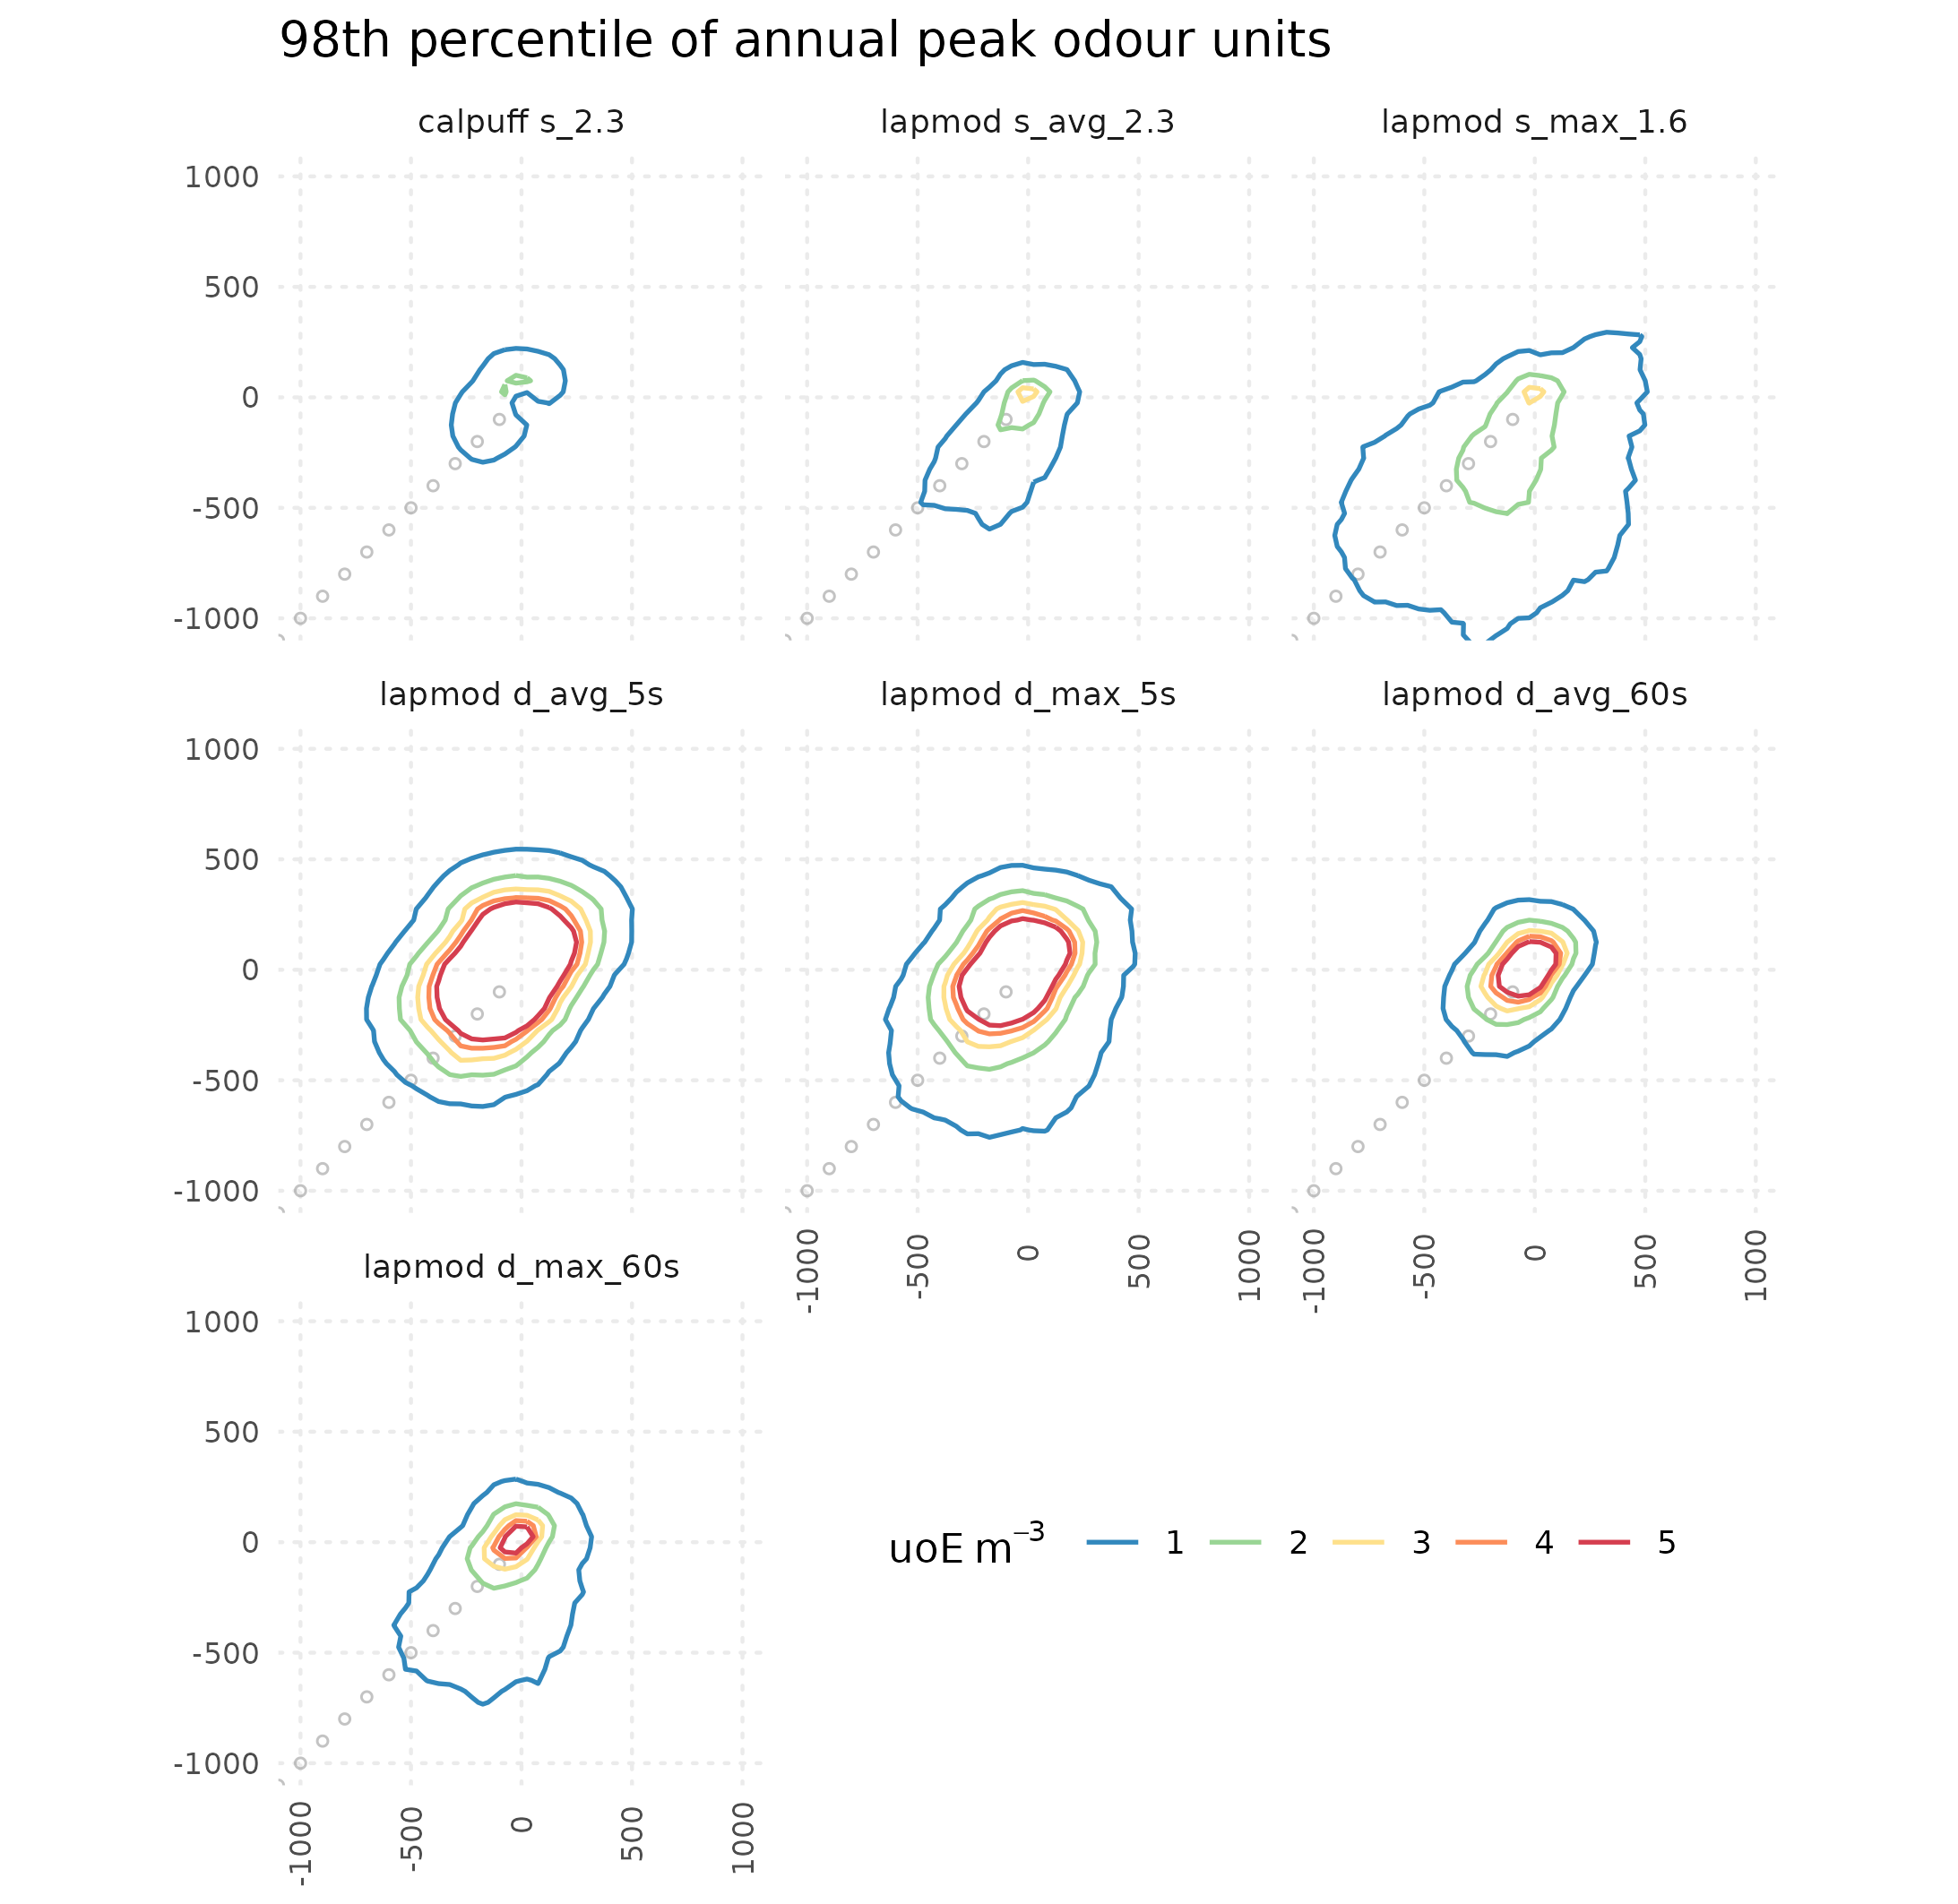 98th percentile of annual peak odour units
calpuff s_2.3
lapmod s_avg_2.3
lapmod s_max_1.6
1000
500
0
-500
-1000
lapmod d_avg_5s
lapmod d_max_5s
lapmod d_avg_60s
1000
500
0
-500
-1000
-1000 -500 0 500 1000
-1000 -500 0 500 1000
lapmod d_max_60s
1000
500
0
-500
-1000
-1000 -500 0 500 1000
uoE m⁻³ 1 2 3 4 5